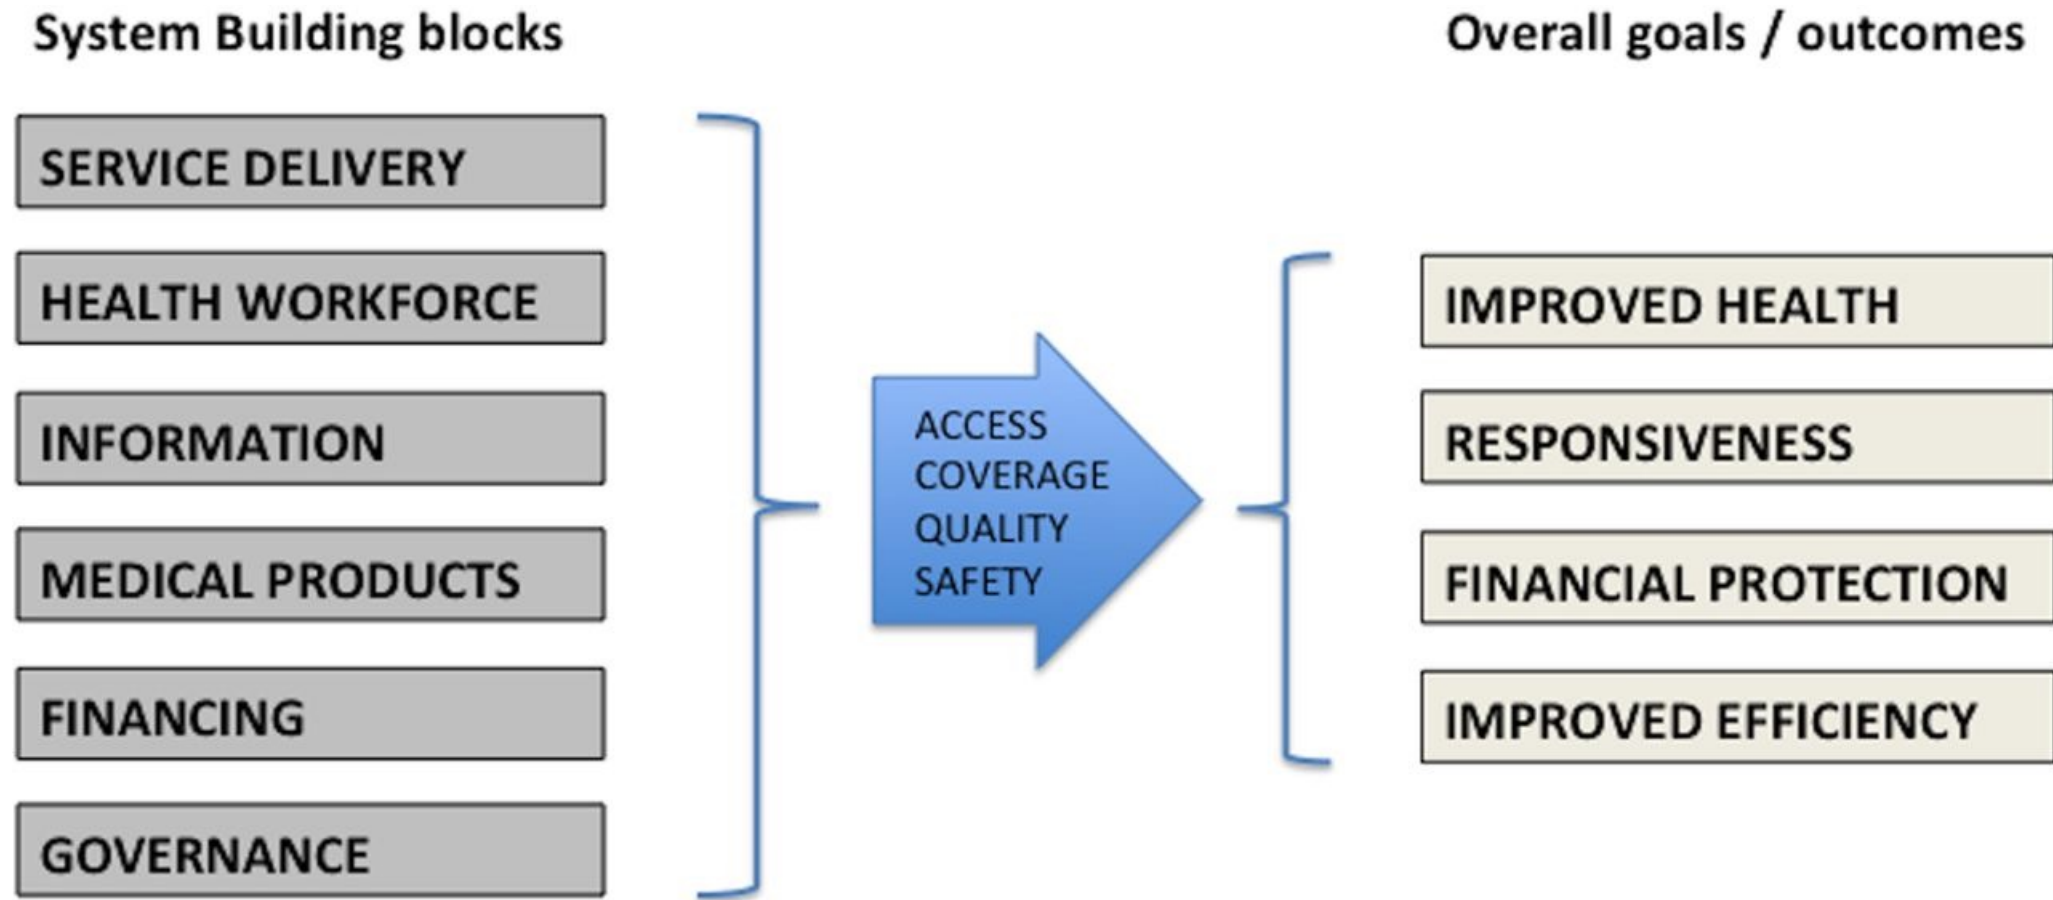 System Building blocks
SERVICE DELIVERY
HEALTH WORKFORCE
INFORMATION
MEDICAL PRODUCTS
FINANCING
GOVERNANCE
ACCESS
COVERAGE
QUALITY
SAFETY
Overall goals / outcomes
IMPROVED HEALTH
RESPONSIVENESS
FINANCIAL PROTECTION
IMPROVED EFFICIENCY